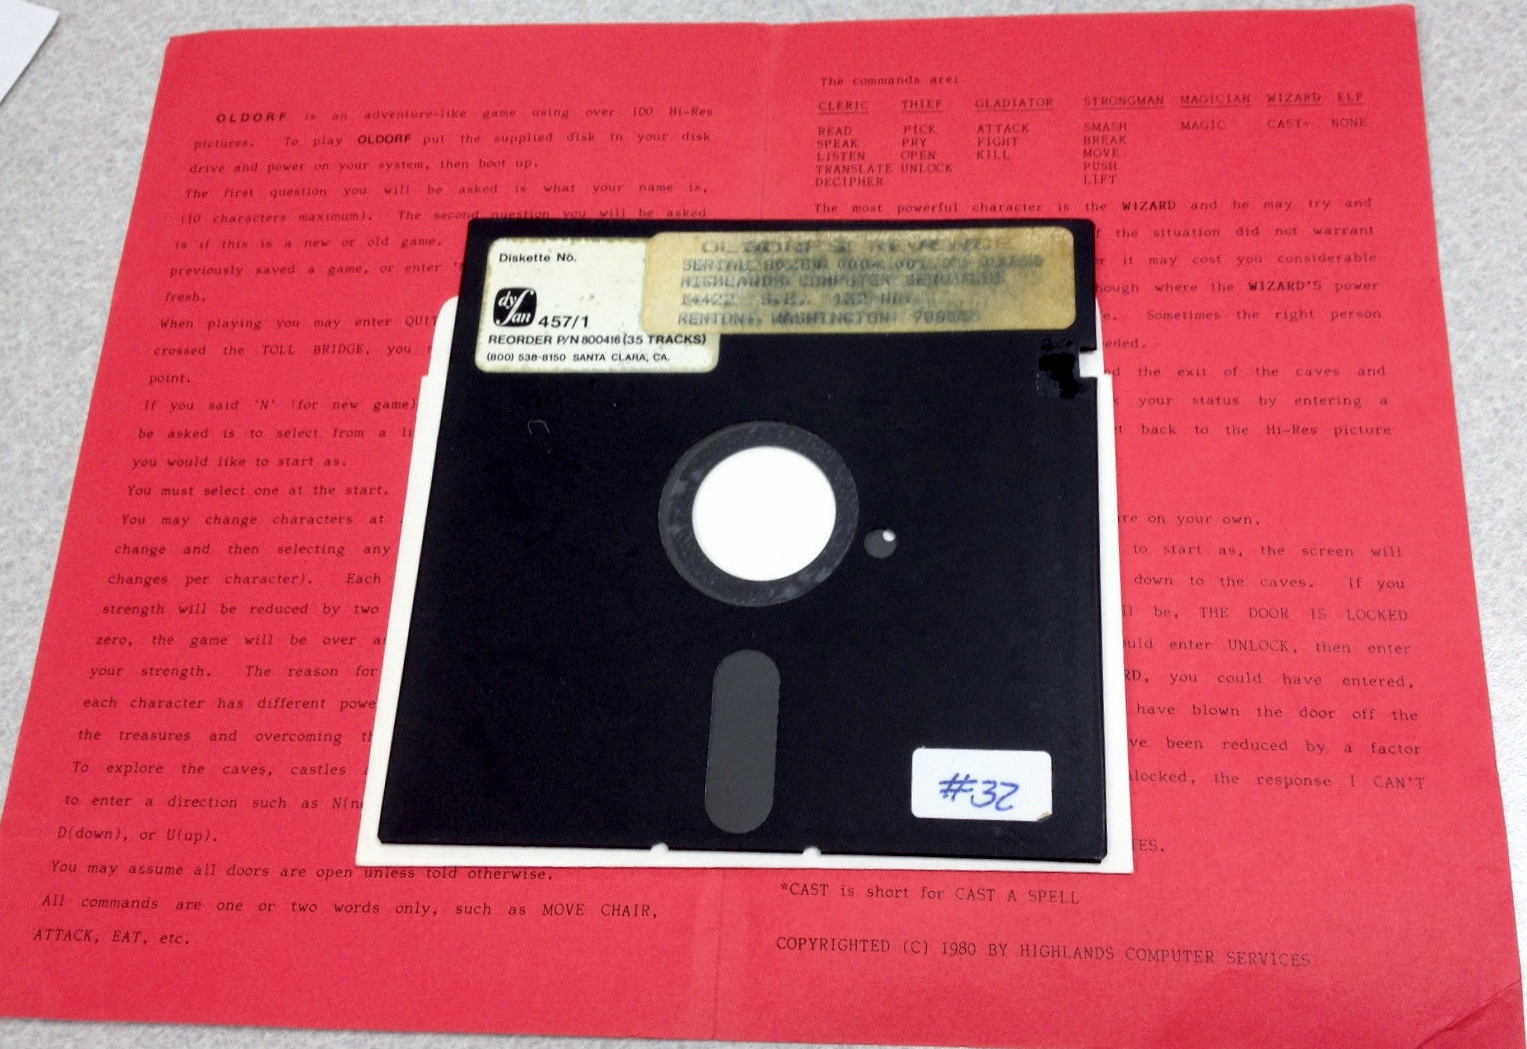 OLDORF is an adventure-like game using over 100 Hi-Res
pictures. To play OLDORF put the supplied disk in your disk
drive and power on your system, then boot up.
The first question you will be asked is what your name is,
(10 characters maximum). The second question you will be asked
is if this is a new or old game.
previously saved a game, or enter
fresh.
When playing you may enter QUIT
crossed the TOLL BRIDGE, you
point.
If you said 'N' (for new game)
be asked is to select from a
you would like to start as.
You must select one at the start.
You may change characters at
change and then selecting any
changes per character). Each
strength will be reduced by two
zero, the game will be over
your strength. The reason for
each character has different
the treasures and overcoming
To explore the caves, castles
to enter a direction such as
D(down), or U(up).
You may assume all doors are open unless told otherwise.
All commands are one or two words only, such as MOVE CHAIR,
ATTACK, EAT, etc.
The commands are:
CLERIC THIEF GLADIATOR STRONGMAN MAGICIAN WIZARD ELF
READ PICK ATTACK SMASH MAGIC CAST* NONE
SPEAK PRY FIGHT BREAK
LISTEN OPEN KILL MOVE
TRANSLATE UNLOCK PUSH
DECIPHER LIFT
The most powerful character is the WIZARD and he may try and
the situation did not warrant
it may cost you considerable
where the WIZARD'S power
Sometimes the right person
the exit of the caves and
your status by entering a
back to the Hi-Res picture
on your own.
to start as, the screen will
down to the caves. If you
be, THE DOOR IS LOCKED
enter UNLOCK, then enter
you could have entered,
have blown the door off the
been reduced by a factor
the response I CAN'T
*CAST is short for CAST A SPELL
COPYRIGHTED (C) 1980 BY HIGHLANDS COMPUTER SERVICES
Diskette No.
dysan 457/1
REORDER P/N 800416 (35 TRACKS)
(800) 538-8150 SANTA CLARA, CA.
OLDORF'S REVENGE
HIGHLANDS COMPUTER SERVICES
RENTON, WASHINGTON
#32